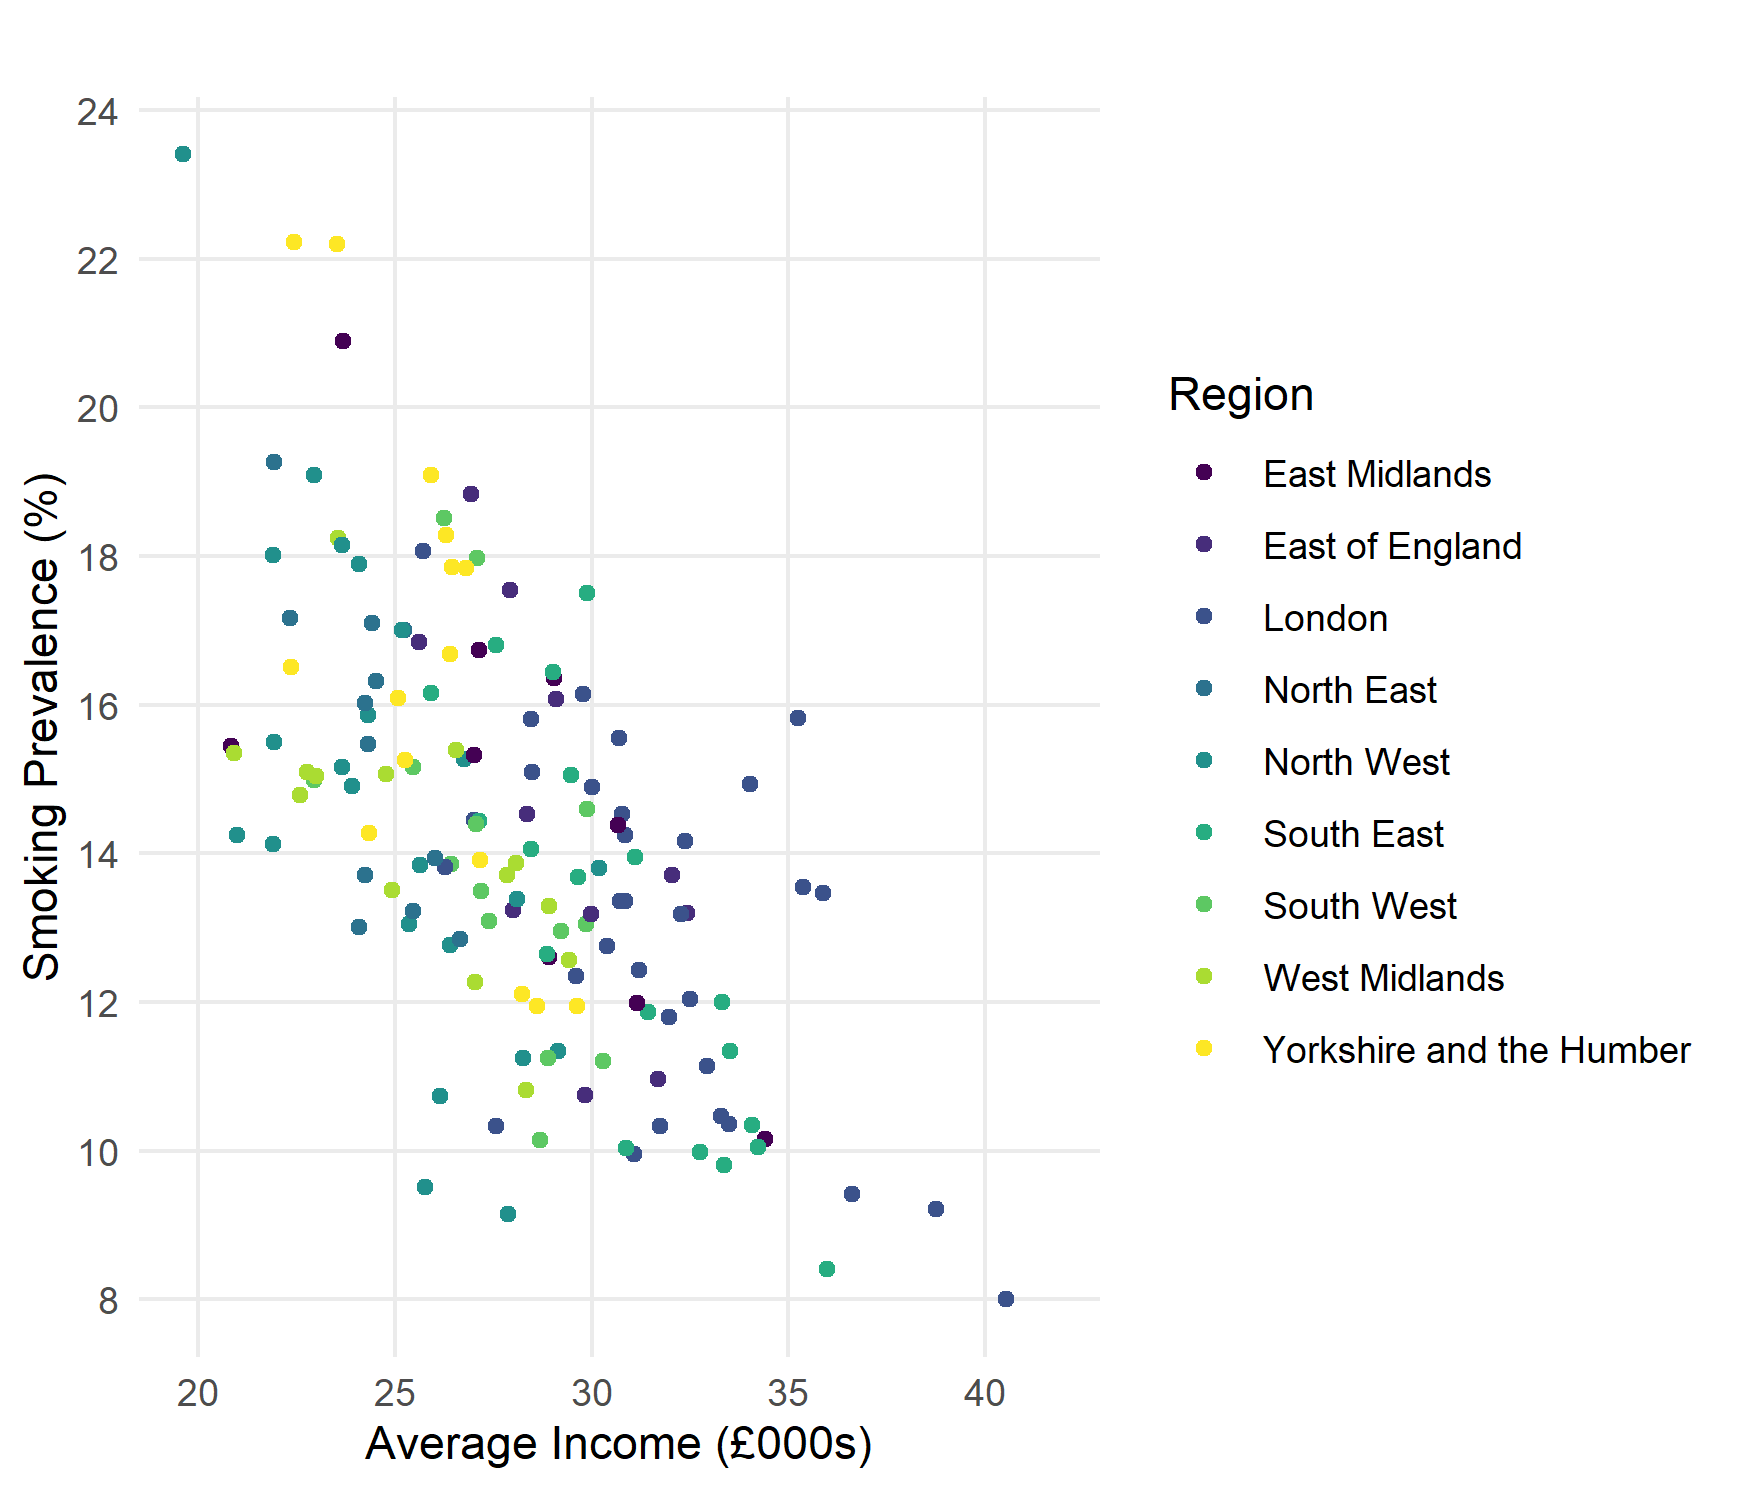 24
22
20
18
16
14
12
10
8
Smoking Prevalence (%)
20 25 30 35 40
Average Income (£000s)
Region
East Midlands
East of England
London
North East
North West
South East
South West
West Midlands
Yorkshire and the Humber